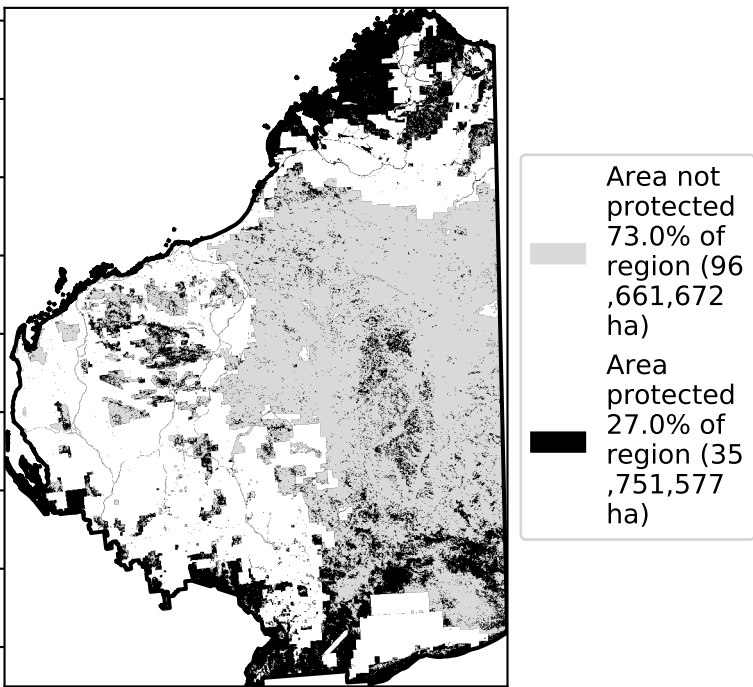 Area not
protected
73.0% of
region (96
,661,672
ha)
Area
protected
27.0% of
region (35
,751,577
ha)